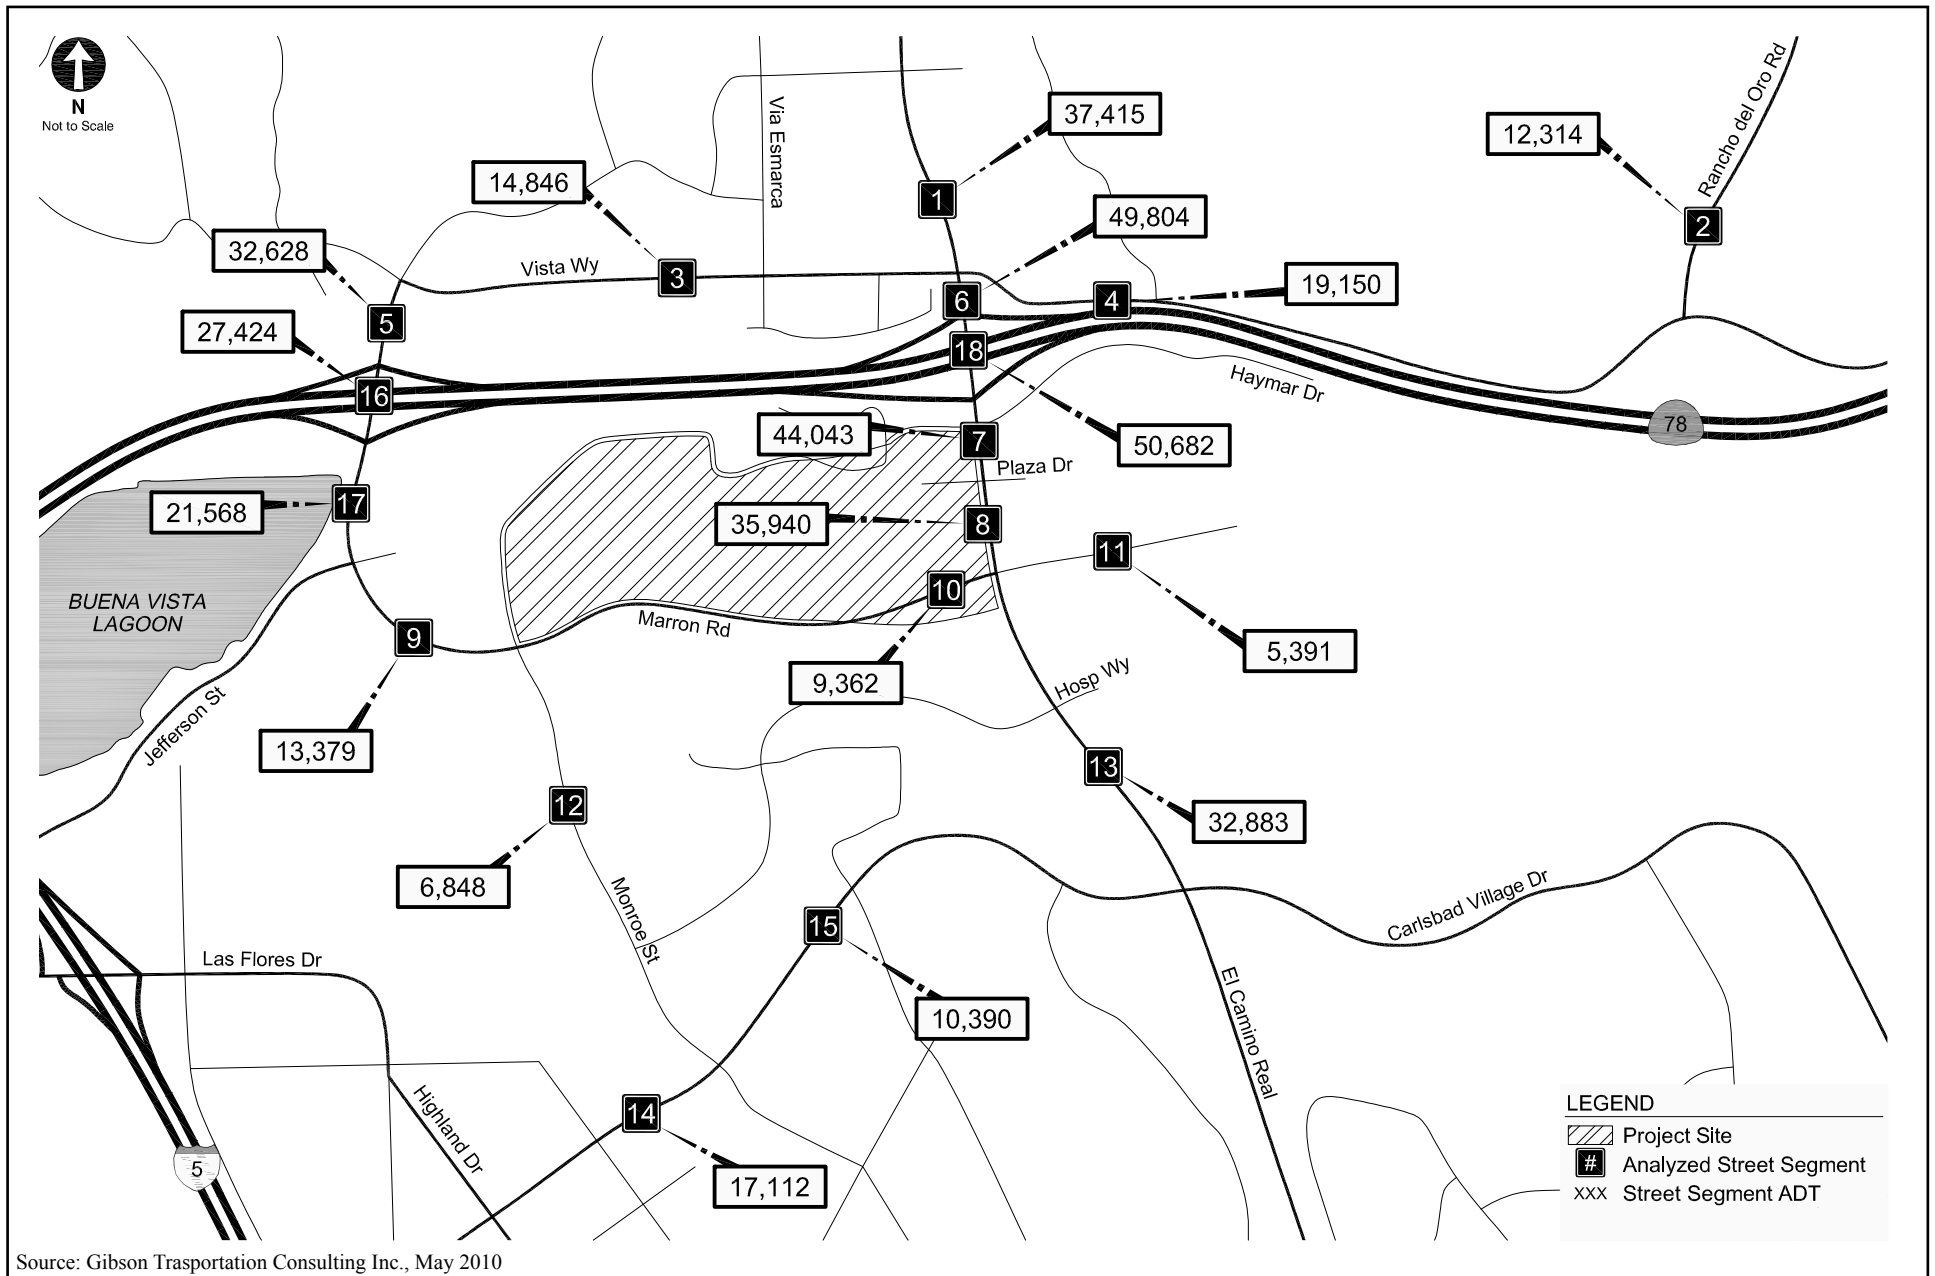 N
Not to Scale
Via Esmarca
37,415
12,314
Rancho del Oro Rd
14,846
1
49,804
2
32,628
Vista Wy
3
6
4
19,150
27,424
5
18
16
Haymar Dr
44,043
7
50,682
78
Plaza Dr
21,568
17
35,940
8
11
BUENA VISTA
LAGOON
10
9
Marron Rd
5,391
9,362
Hosp Wy
Jefferson St
13,379
13
12
32,883
6,848
Monroe St
15
Carlsbad Village Dr
Las Flores Dr
10,390
El Camino Real
Highland Dr
14
5
17,112
LEGEND
Project Site
# Analyzed Street Segment
XXX Street Segment ADT
Source: Gibson Trasportation Consulting Inc., May 2010